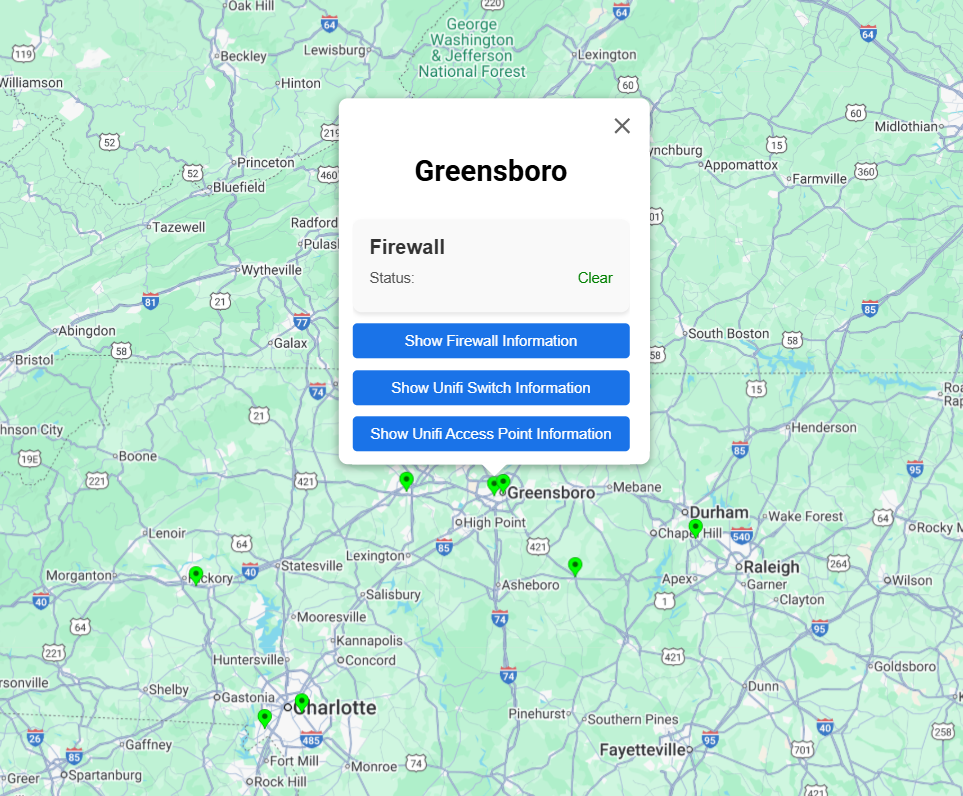 Oak Hill
220
64
64
64
George
Washington
& Jefferson
National Forest
119
Beckley
Lewisburg
Lexington
Williamson
Hinton
60
60
Midlothian
52
219
15
Princeton
ynchburg
Appomattox
52
460
Farmville
360
Bluefield
Greensboro
Tazewell
Radford
Pulas
01
Firewall
Status:
Clear
Wytheville
81
21
77
85
Show Firewall Information
Abingdon
South Boston
58
58
Galax
58
Bristol
Show Unifi Switch Information
74
15
21
hnson City
Henderson
Show Unifi Access Point Information
19E
Boone
85
95
221
421
Greensboro
Mebane
Durham
Wake Forest
64
High Point
Chapel Hill
540
Rocky M
Lenoir
64
Lexington
85
421
Statesville
40
Raleigh
264
Morganton
Hickory
Asheboro
Apex
Garner
Wilson
40
Salisbury
1
Clayton
Mooresville
74
95
64
Kannapolis
221
Huntersville
Concord
421
Goldsboro
74
rsonville
Shelby
Gastonia
Dunn
Charlotte
Pinehurst
Southern Pines
26
85
Gaffney
485
Fayetteville
95
701
40
258
Fort Mill
Monroe
74
Greer
Spartanburg
Rock Hill
421